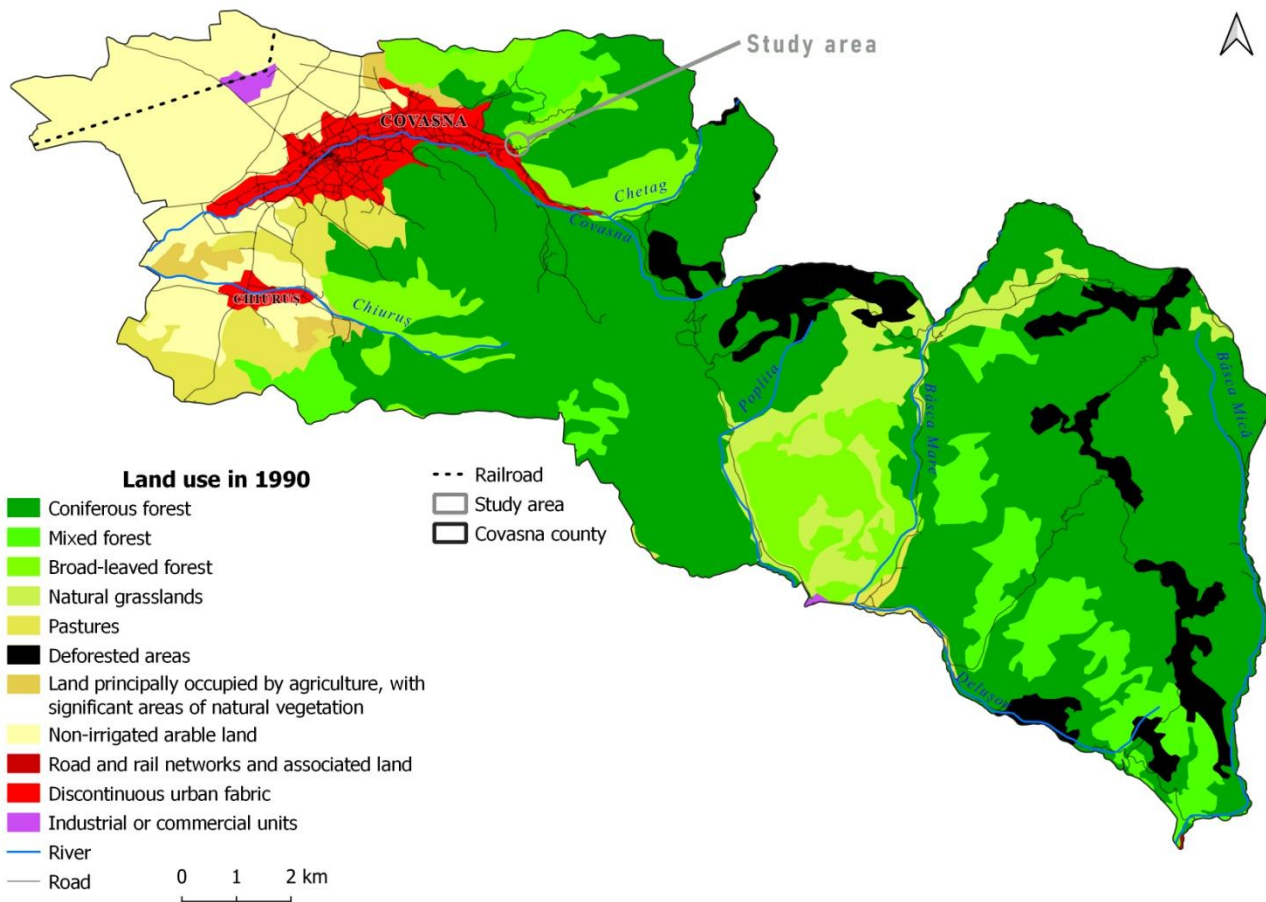 Study area
COVASNA
Chetag
Covasna
CHIURUȘ
Chiuruș
Poplița
Bâsca Mare
Bâsca Mică
Delușor
Land use in 1990
Coniferous forest
Mixed forest
Broad-leaved forest
Natural grasslands
Pastures
Deforested areas
Land principally occupied by agriculture, with
significant areas of natural vegetation
Non-irrigated arable land
Road and rail networks and associated land
Discontinuous urban fabric
Industrial or commercial units
River
Road
Railroad
Study area
Covasna county
0 1 2 km